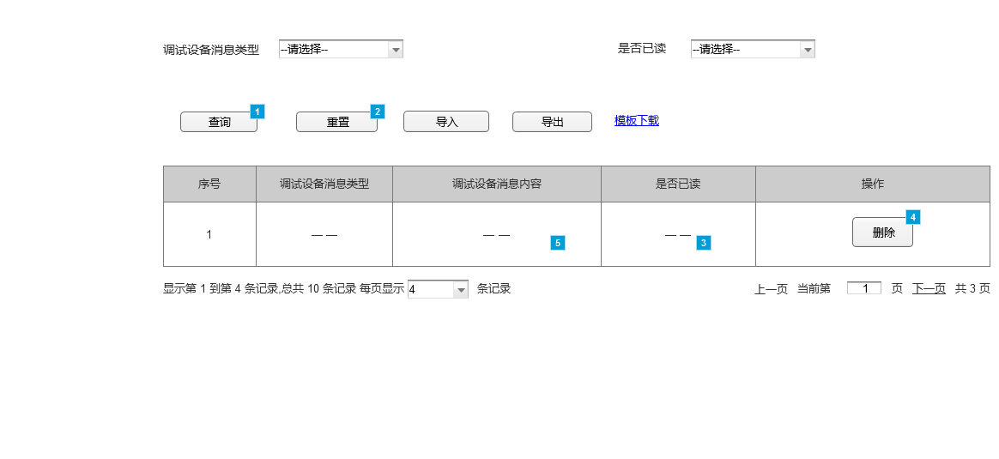 调试设备消息类型 --请选择-- 是否已读 --请选择--
查询 1 重置 2 导入 导出 模板下载
序号 调试设备消息类型 调试设备消息内容 是否已读 操作
1 — — — — 5 — — 3 删除 4
显示第 1 到第 4 条记录,总共 10 条记录 每页显示 4 条记录 上一页 当前第 1 页 下一页 共 3 页